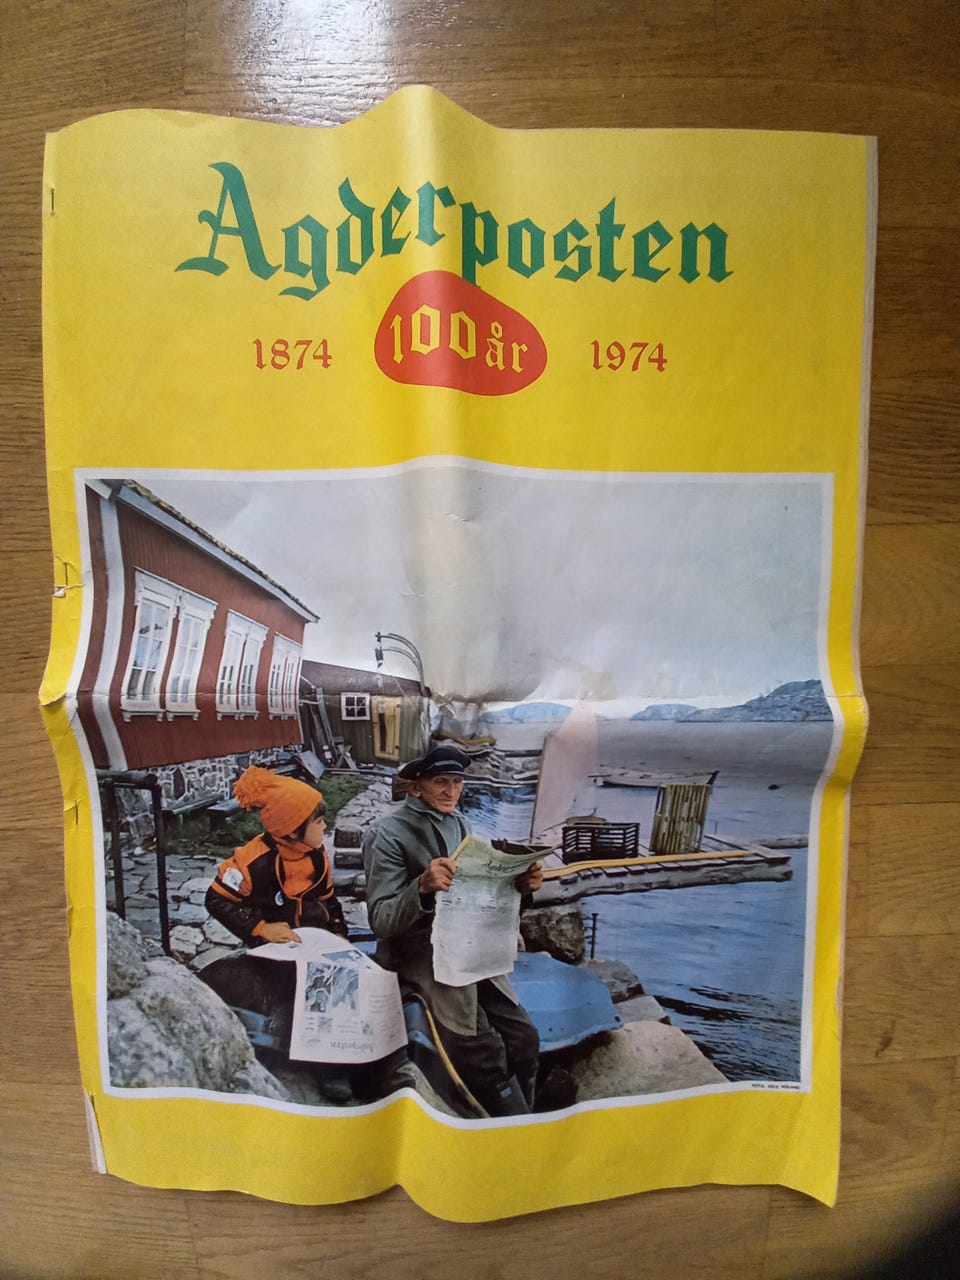 Agderposten
100 år
1874
1974
Agderposten